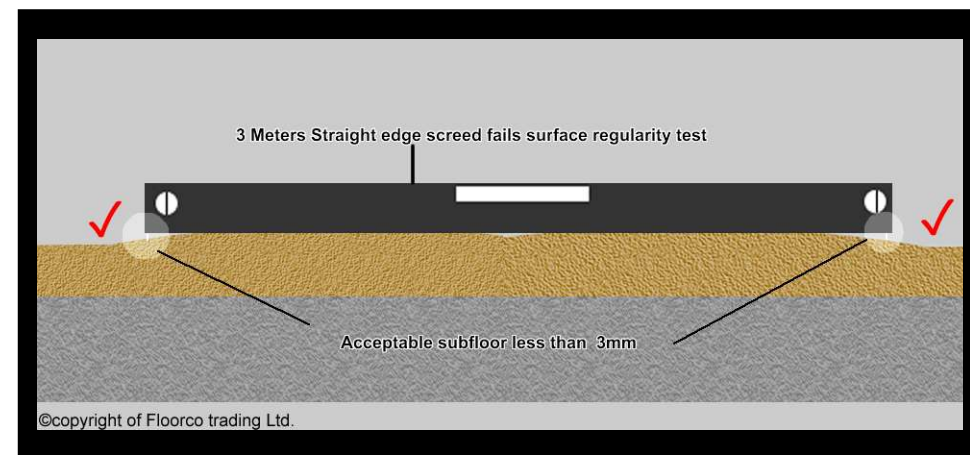 3 Meters Straight edge screed fails surface regularity test
Acceptable subfloor less than 3mm
©copyright of Floorco trading Ltd.